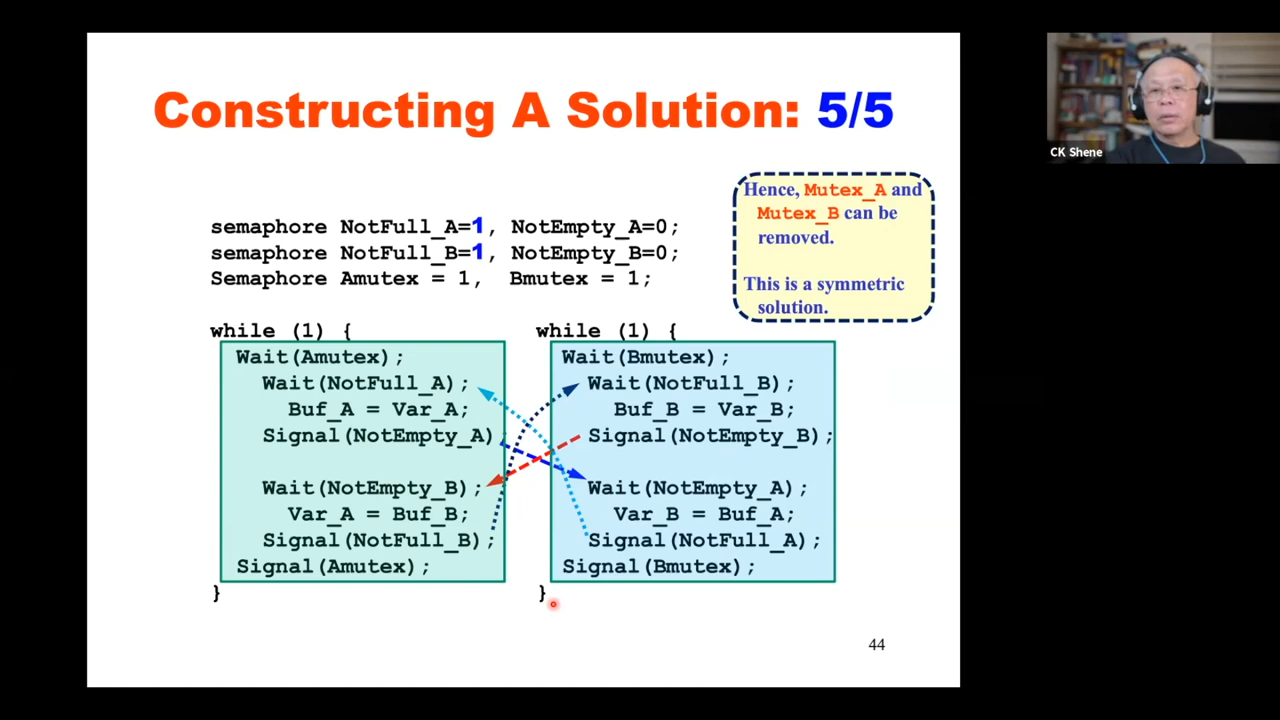 Constructing A Solution: 5/5
CK Shene
Hence, Mutex_A and
Mutex_B can be
removed.
This is a symmetric
solution.
semaphore NotFull_A=1, NotEmpty_A=0;
semaphore NotFull_B=1, NotEmpty_B=0;
Semaphore Amutex = 1, Bmutex = 1;
while (1) {
Wait(Amutex);
Wait(NotFull_A);
Buf_A = Var_A;
Signal(NotEmpty_A);
Wait(NotEmpty_B);
Var_A = Buf_B;
Signal(NotFull_B);
Signal(Amutex);
}
while (1) {
Wait(Bmutex);
Wait(NotFull_B);
Buf_B = Var_B;
Signal(NotEmpty_B);
Wait(NotEmpty_A);
Var_B = Buf_A;
Signal(NotFull_A);
Signal(Bmutex);
}
44